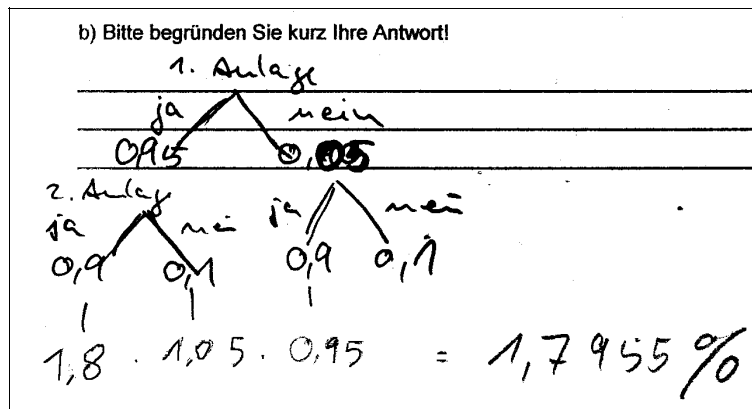 b) Bitte begründen Sie kurz Ihre Antwort!
1. Anlage
ja nein
0,95 0,05
2. Anlage
ja nein ja nein
0,9 0,1 0,9 0,1
1,8 · 1,05 · 0,95 = 1,7955%